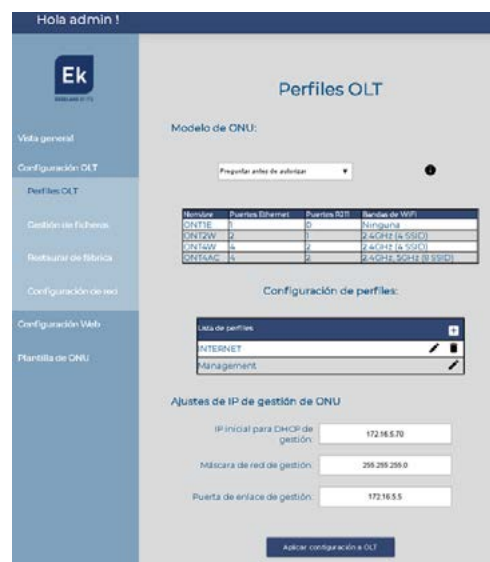 Hola admin !
Ek
Vista general
Configuración OLT
Perfiles OLT
Gestión de ficheros
Restaurar de fábrica
Configuración de red
Configuración Web
Plantilla de ONU
Perfiles OLT
Modelo de ONU:
Preguntar antes de autorizar
Nombre Puertos Ethernet Puertos RJ11 Bandas de WiFi
ONT1E 1 0 Ninguna
ONT2W 2 1 2.4GHz (4 SSID)
ONT4W 4 2 2.4GHz (4 SSID)
ONT4AC 4 2 2.4GHz, 5GHz (8 SSID)
Configuración de perfiles:
Lista de perfiles
INTERNET
Management
Ajustes de IP de gestión de ONU
IP inicial para DHCP de gestión: 172.16.5.70
Máscara de red de gestión: 255.255.255.0
Puerta de enlace de gestión: 172.16.5.5
Aplicar configuración a OLT